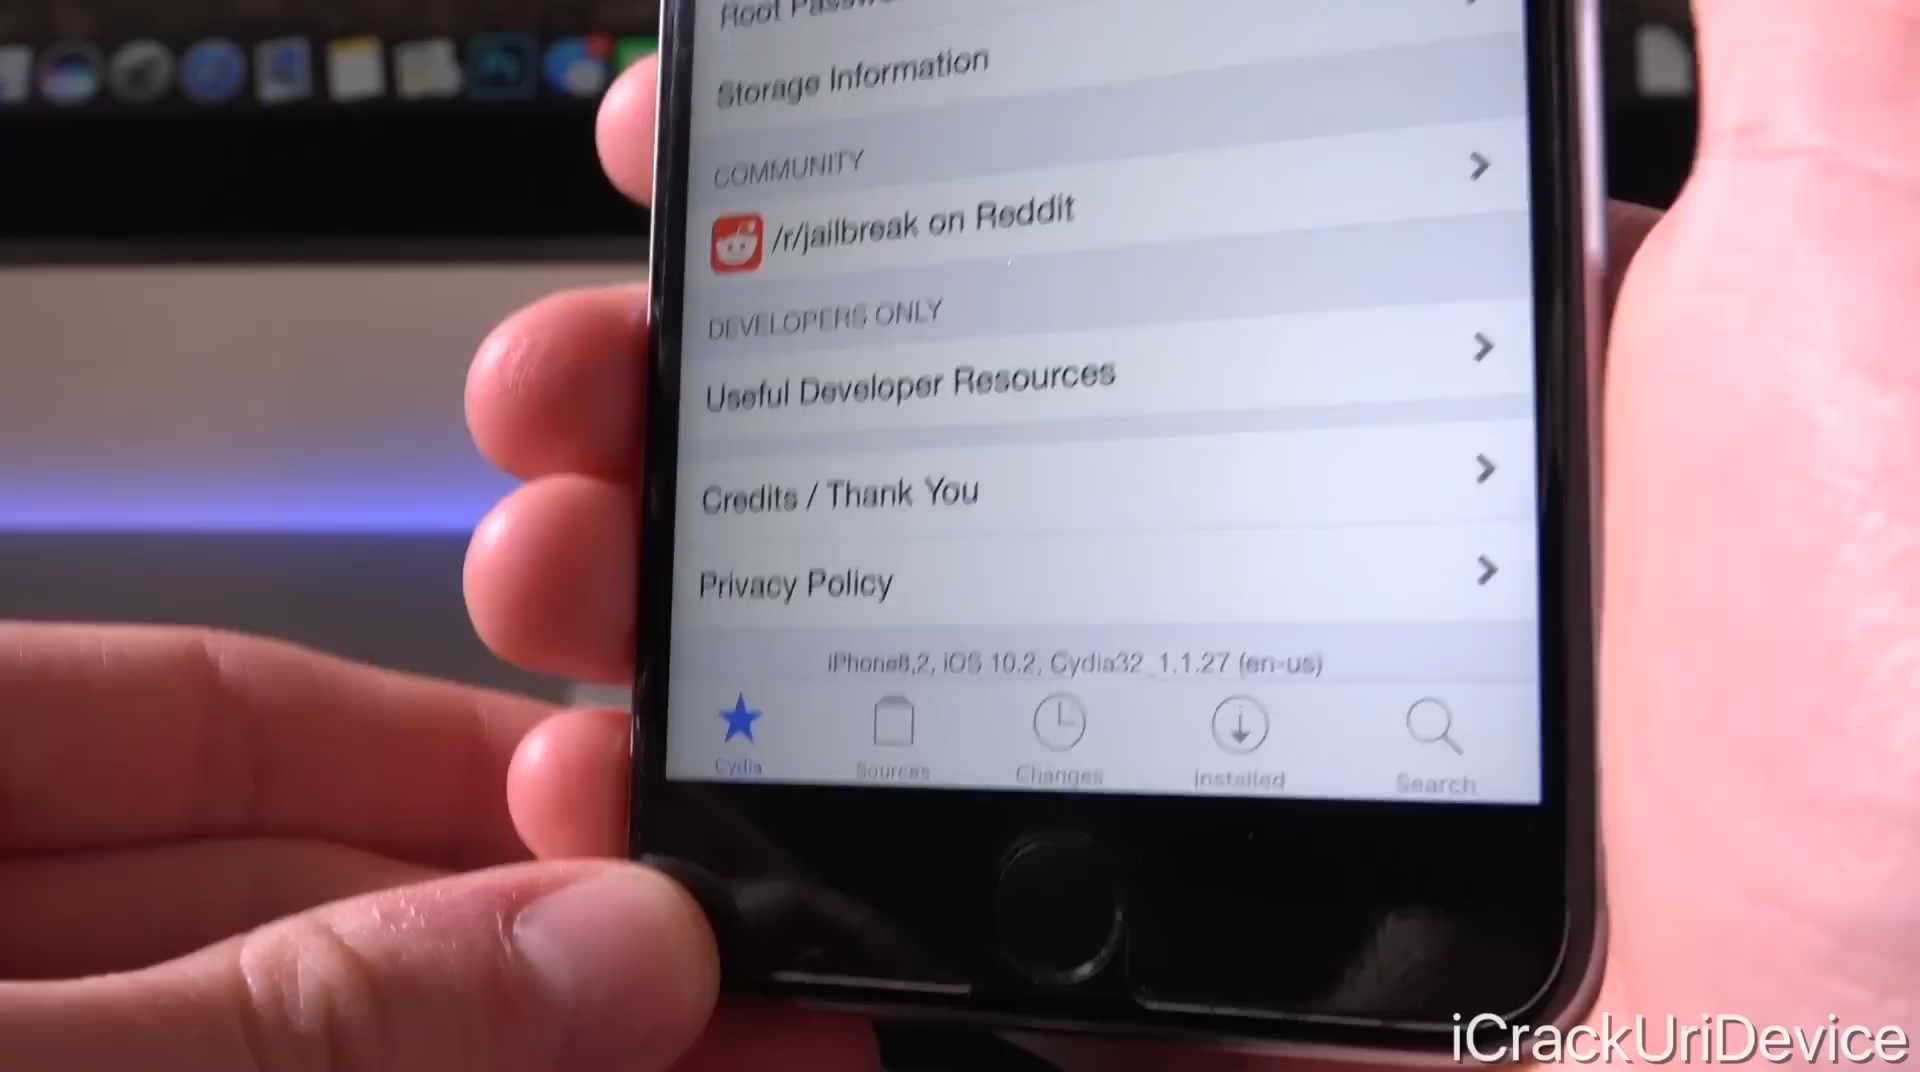 Root
Storage Information
COMMUNITY
/r/jailbreak on Reddit
DEVELOPERS ONLY
Useful Developer Resources
Credits / Thank You
Privacy Policy
iPhone8,2, iOS 10.2, Cydia32_1.1.27 (en-us)
Cydia
Sources
Changes
Installed
Search
iCrackUriDevice